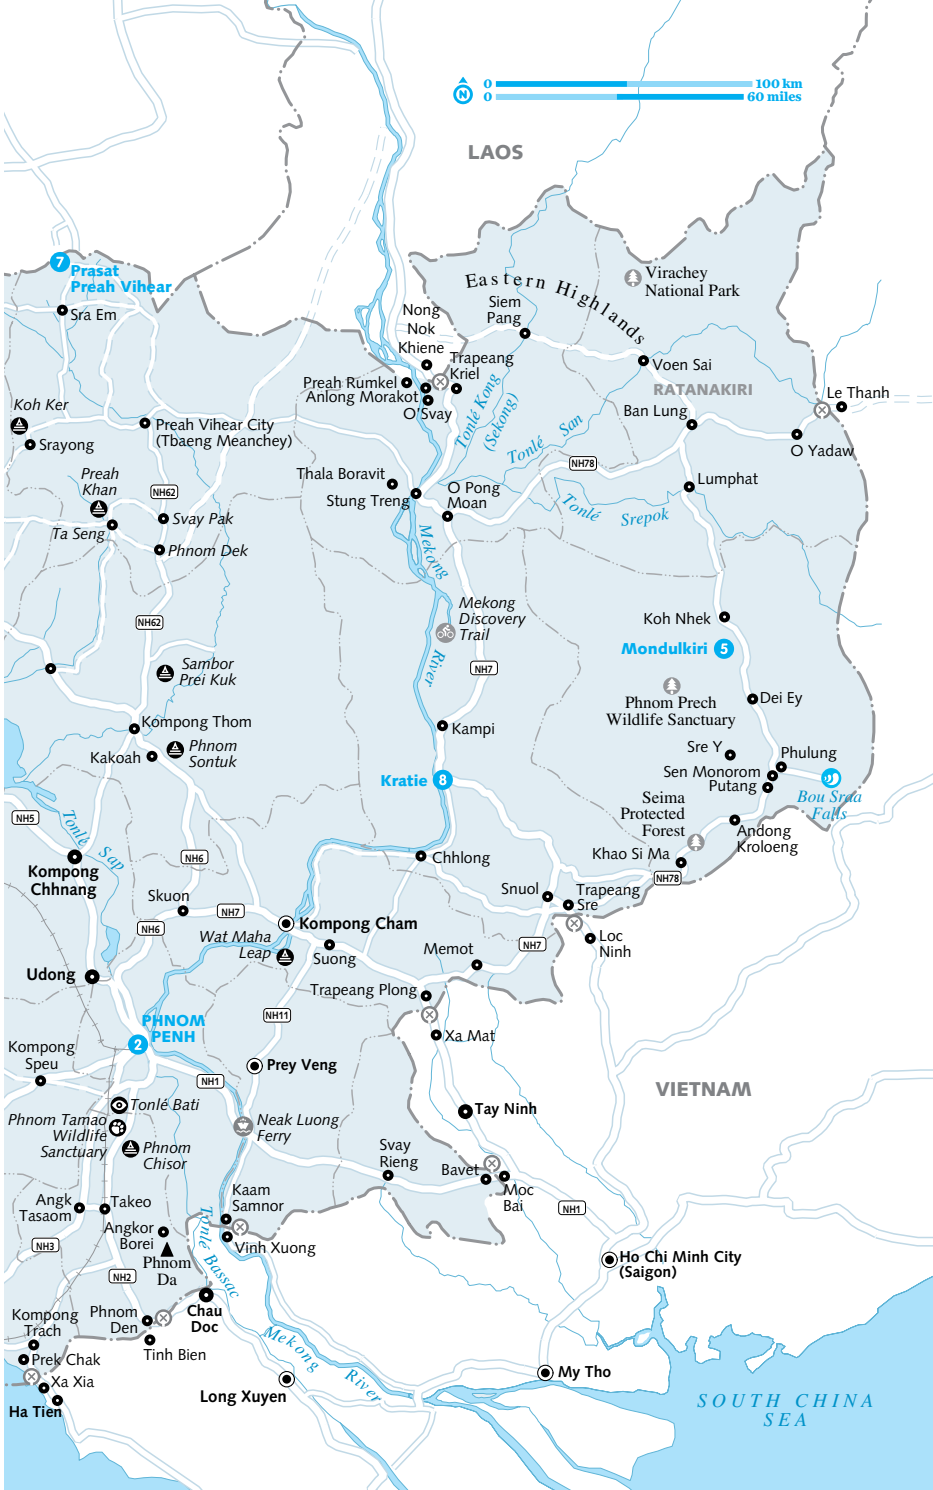 0 100 km
N
0 60 miles
LAOS
7
Prasat
Preah Vihear
Sra Em
Eastern Highlands
Virachey
National Park
Siem
Pang
Nong
Nok
Khiene
Trapeang
Kriel
Voen Sai
RATANAKIRI
Preah Rumkel
Anlong Morakot
O'Svay
Le Thanh
Koh Ker
Ban Lung
Preah Vihear City
(Tbaeng Meanchey)
Tonlé Kong
(Sekong)
Tonlé San
O Yadaw
Srayong
NH78
Preah
Khan
Thala Boravit
Lumphat
NH62
Stung Treng
O Pong
Moan
Tonlé Srepok
Svay Pak
Ta Seng
Mekong
Phnom Dek
Mekong
Discovery
Trail
NH62
Koh Nhek
River
Mondulkiri
5
Sambor
Prei Kuk
NH7
Phnom Prech
Wildlife Sanctuary
Dei Ey
Kompong Thom
Kampi
Phnom
Sontuk
Kakoah
Sre Y
Phulung
Sen Monorom
Putang
Kratie
8
Bou Sraa
Falls
Seima
Protected
Forest
NH5
Tonlé Sap
Andong
Kroloeng
NH6
Chhlong
Khao Si Ma
Kompong
Chhnang
NH78
Snuol
Trapeang
Sre
Skuon
NH7
NH6
Kompong Cham
Wat Maha
Leap
Suong
Memot
NH7
Loc
Ninh
Udong
Trapeang Plong
PHNOM
PENH
2
NH11
Xa Mat
Kompong
Speu
Prey Veng
NH1
VIETNAM
Tonlé Bati
Tay Ninh
Phnom Tamao
Wildlife
Sanctuary
Neak Luong
Ferry
Phnom
Chisor
Svay
Rieng
Bavet
Moc
Bai
Angk
Tasaom
Takeo
Kaam
Samnor
NH1
Angkor
Borei
Tonlé Bassac
NH3
Vinh Xuong
Phnom
Da
Ho Chi Minh City
(Saigon)
NH2
Kompong
Trach
Phnom
Den
Chau
Doc
Tinh Bien
Mekong River
Prek Chak
My Tho
Xa Xia
Long Xuyen
Ha Tien
SOUTH CHINA
SEA